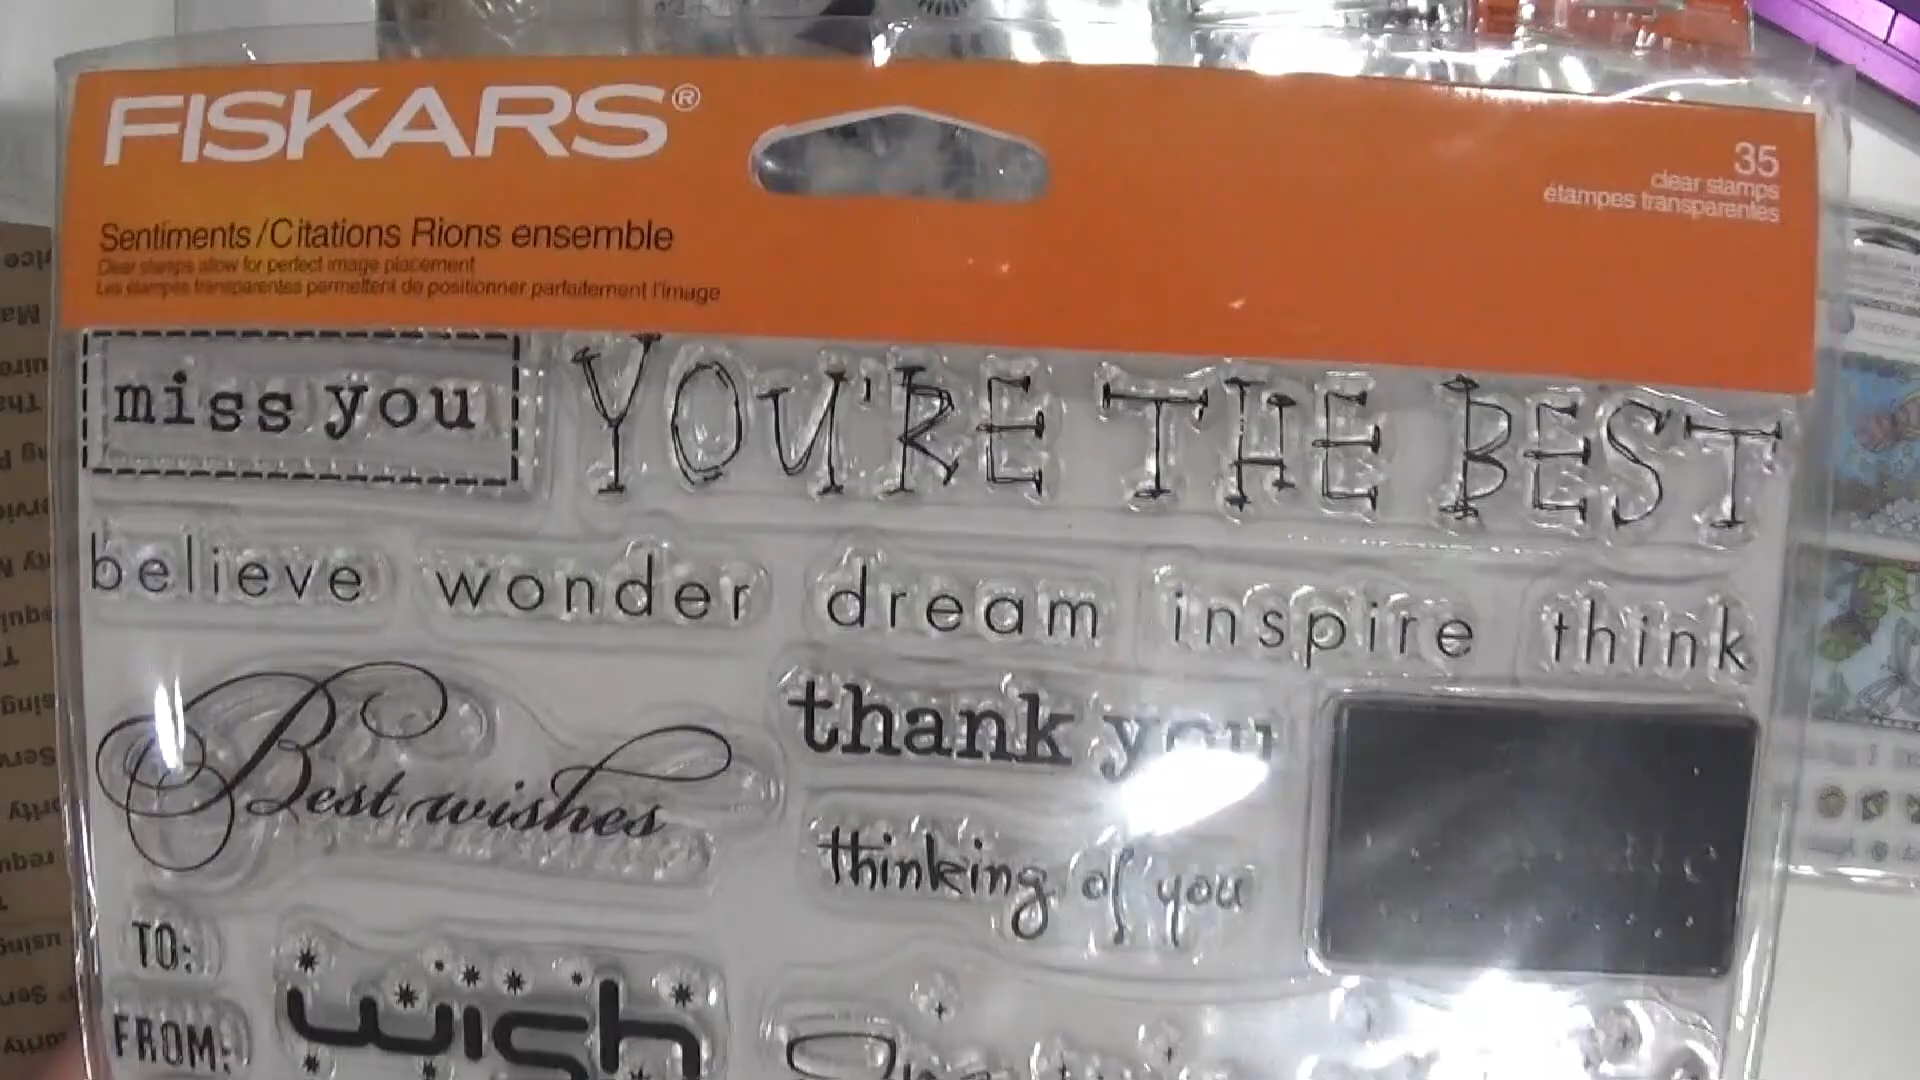 FISKARS®
35
clear stamps
étampes transparentes
Sentiments/Citations Rions ensemble
Clear stamps allow for perfect image placement
Les étampes transparentes permettent de positionner parfaitement l'image
miss you
YOU'RE THE BEST
believe wonder dream inspire think
Best wishes
thank you
thinking of you
TO:
FROM:
wish